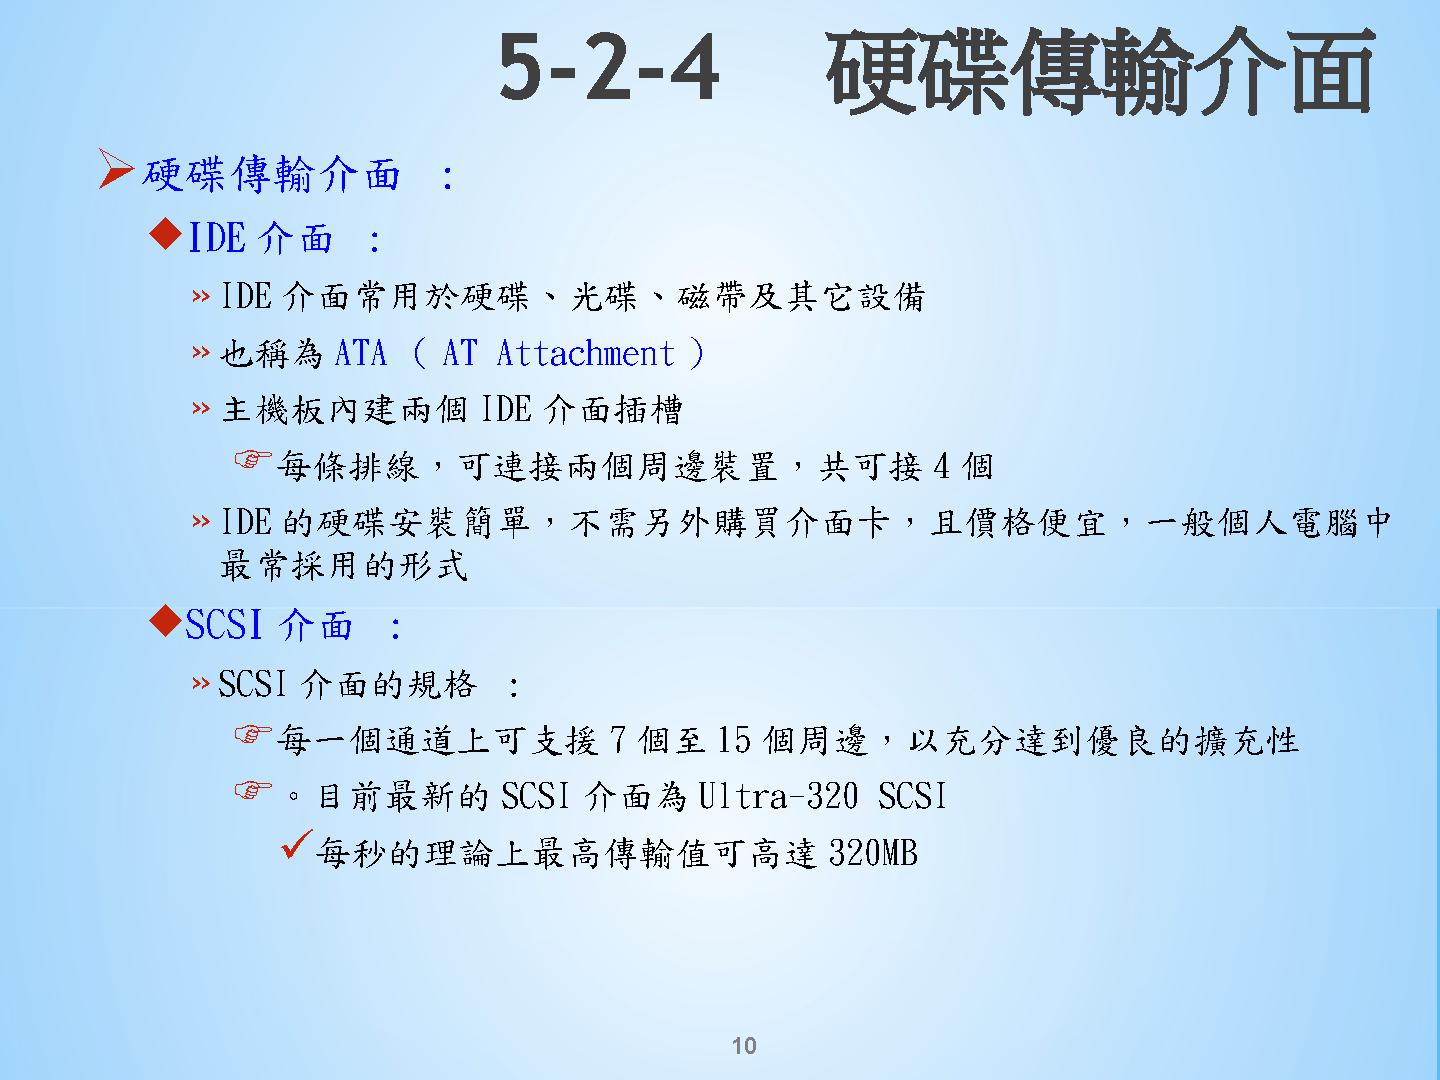 5-2-4 硬碟傳輸介面
硬碟傳輸介面 :
IDE 介面 :
IDE 介面常用於硬碟、光碟、磁帶及其它設備
也稱為 ATA ( AT Attachment )
主機板內建兩個 IDE 介面插槽
每條排線，可連接兩個周邊裝置，共可接 4 個
IDE 的硬碟安裝簡單，不需另外購買介面卡，且價格便宜，一般個人電腦中
最常採用的形式
SCSI 介面 :
SCSI 介面的規格 :
每一個通道上可支援 7 個至 15 個周邊，以充分達到優良的擴充性
。目前最新的 SCSI 介面為 Ultra-320 SCSI
每秒的理論上最高傳輸值可高達 320MB
10